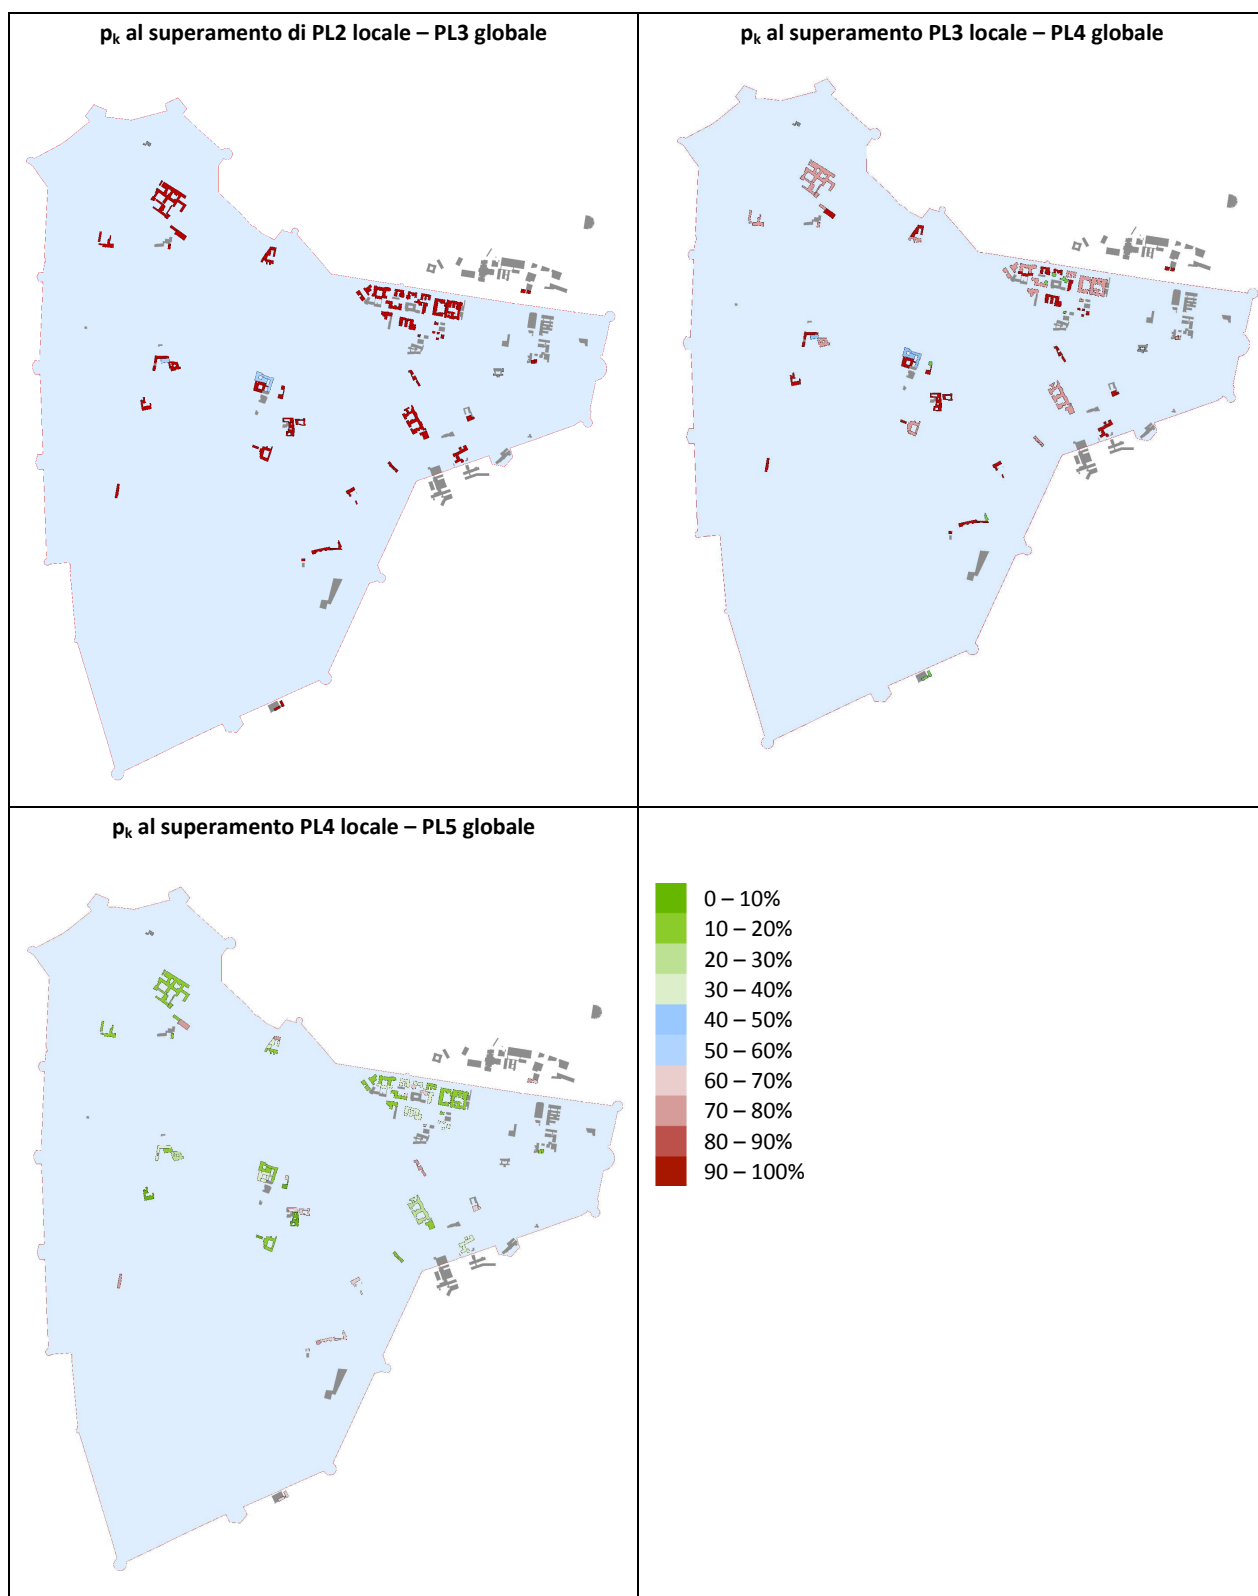 pk al superamento di PL2 locale – PL3 globale
pk al superamento PL3 locale – PL4 globale
pk al superamento PL4 locale – PL5 globale
0 – 10%
10 – 20%
20 – 30%
30 – 40%
40 – 50%
50 – 60%
60 – 70%
70 – 80%
80 – 90%
90 – 100%